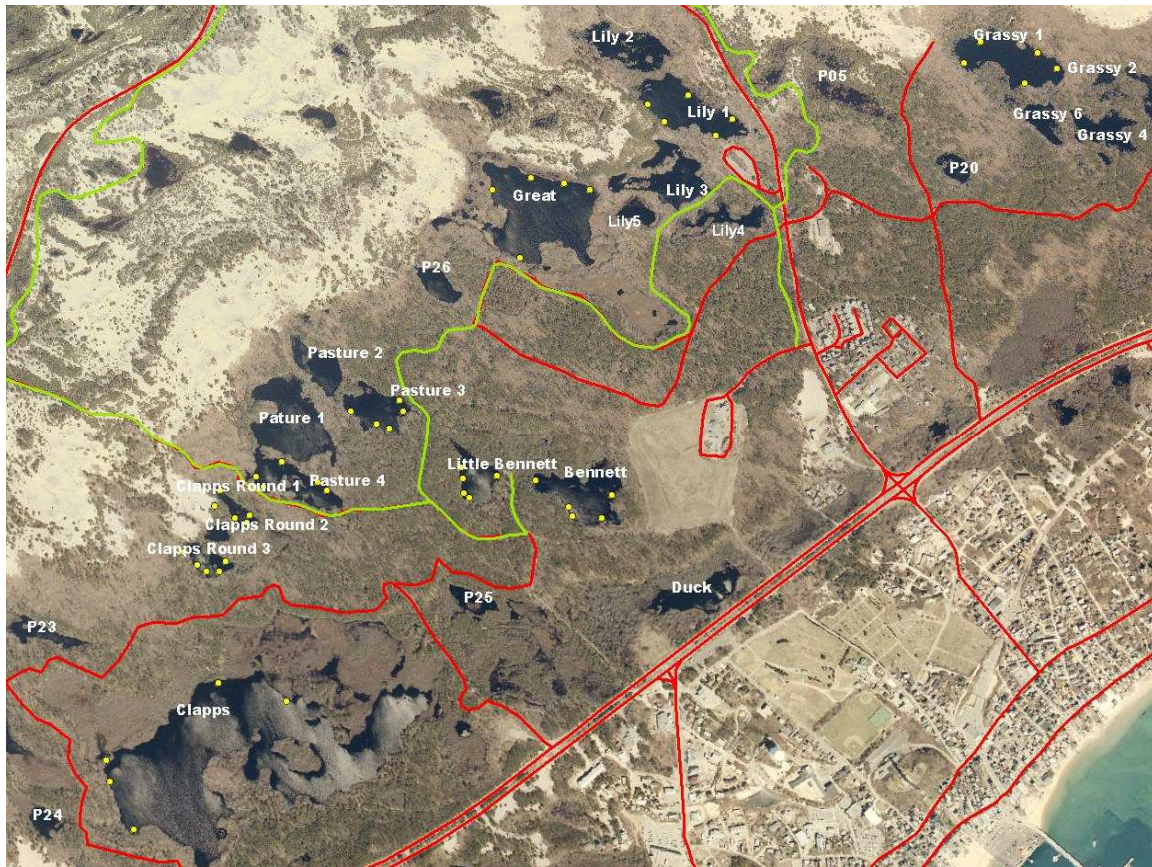 Grassy 1
Lily 2
Grassy 2
P05
Grassy 6
Lily 1
Grassy 4
P20
Lily 3
Great
Lily5
Lily4
P26
Pasture 2
Pasture 3
Pature 1
Little Bennett
Bennett
Pasture 4
Clapps Round 1
Clapps Round 2
Clapps Round 3
Duck
P25
P23
Clapps
P24